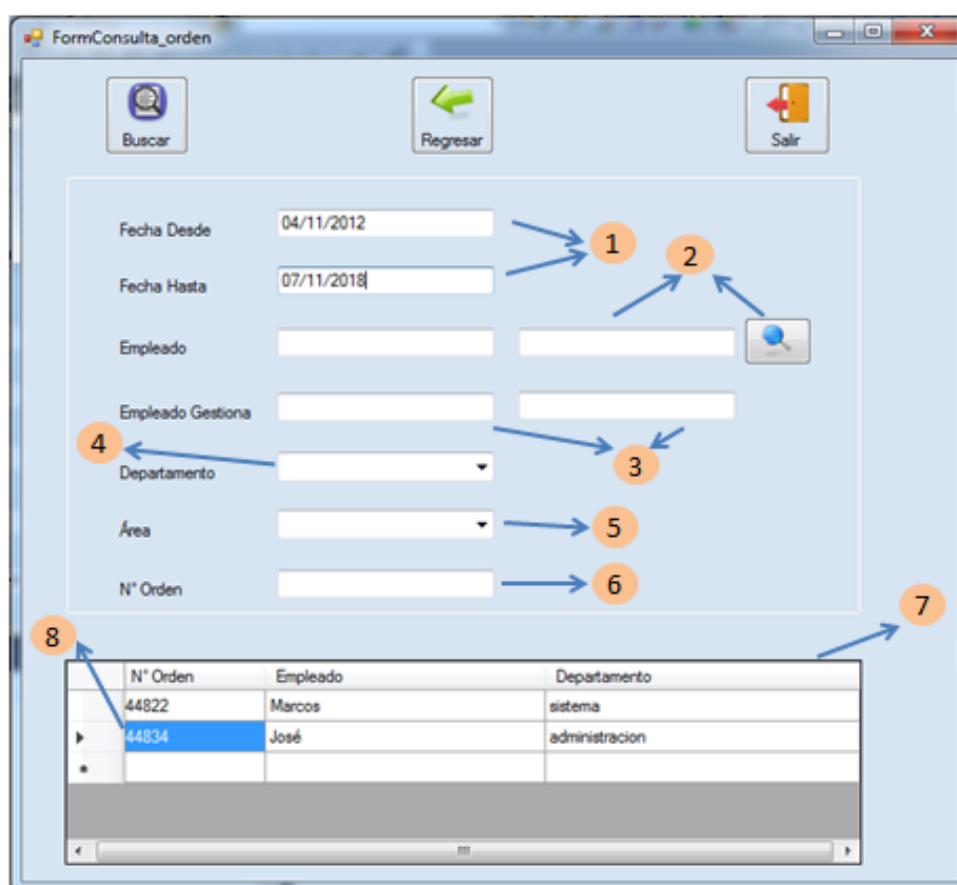 FormConsulta_orden
Buscar
Regresar
Salir
Fecha Desde 04/11/2012
1
2
Fecha Hasta 07/11/2018
Empleado
Empleado Gestiona
4
3
Departamento
Área
5
N° Orden
6
7
8
N° Orden Empleado Departamento
44822 Marcos sistema
44834 José administracion